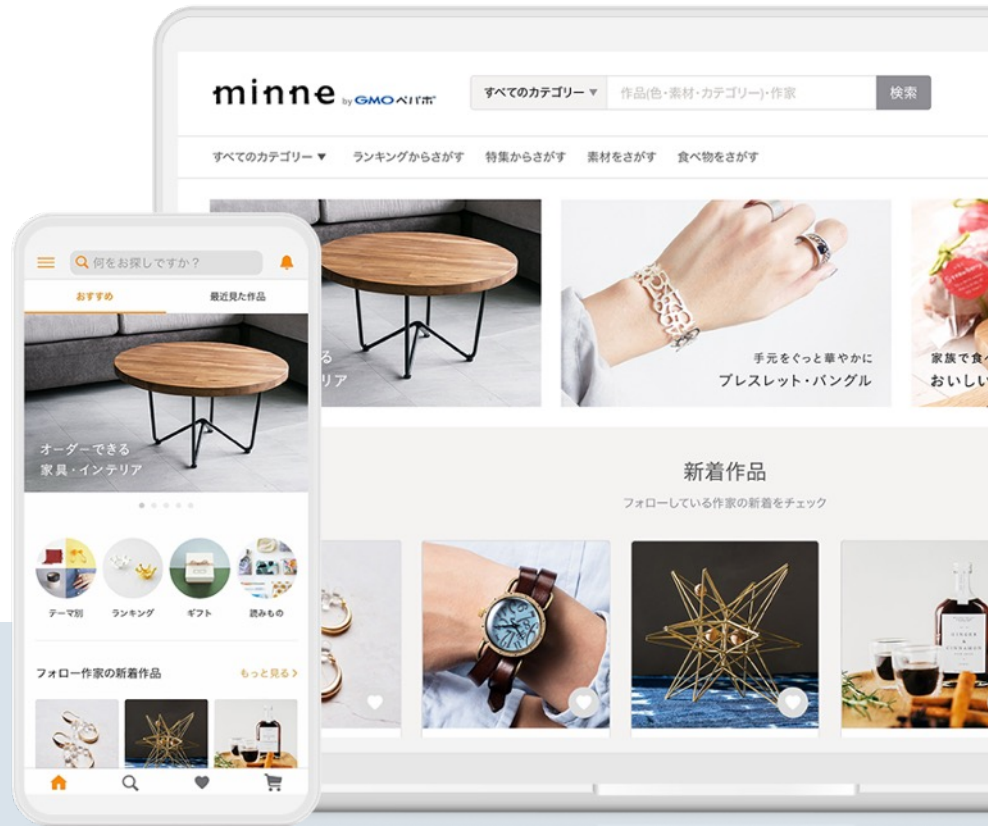 minne by GMOペパボ
すべてのカテゴリー ▼
作品(色・素材・カテゴリー)・作家
検索
すべてのカテゴリー ▼
ランキングからさがす
特集からさがす
素材をさがす
食べ物をさがす
る
リア
手元をぐっと華やかに
ブレスレット・バングル
Strawberry
家族で食べ
おいしい
新着作品
フォローしている作家の新着をチェック
GINGER
&
CINNAMON
何をお探しですか？
おすすめ
最近見た作品
オーダーできる
家具・インテリア
テーマ別
ランキング
ギフト
読みもの
フォロー作家の新着作品
もっと見る >